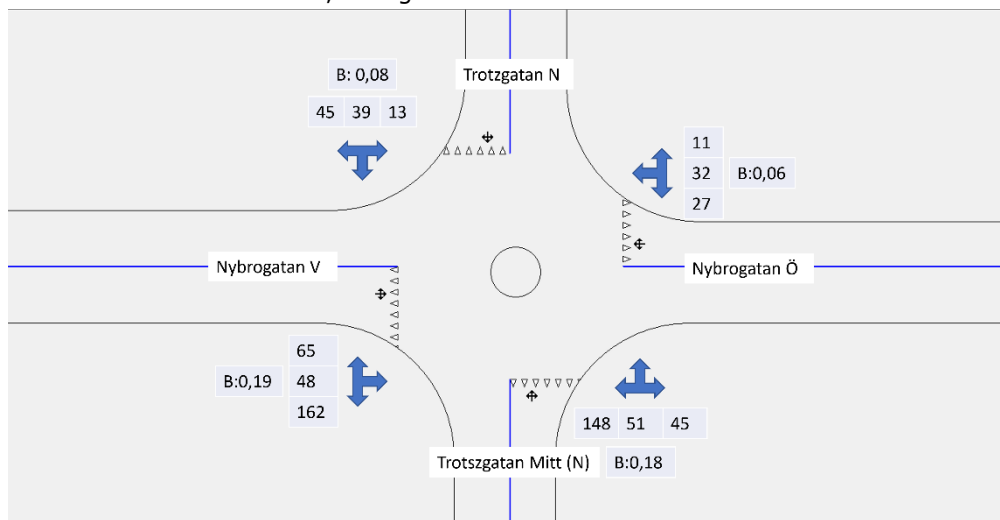 B: 0,08
Trotzgatan N
45 39 13
11
32
27
B:0,06
Nybrogatan V
Nybrogatan Ö
65
48
162
B:0,19
148 51 45
Trotszgatan Mitt (N)
B:0,18